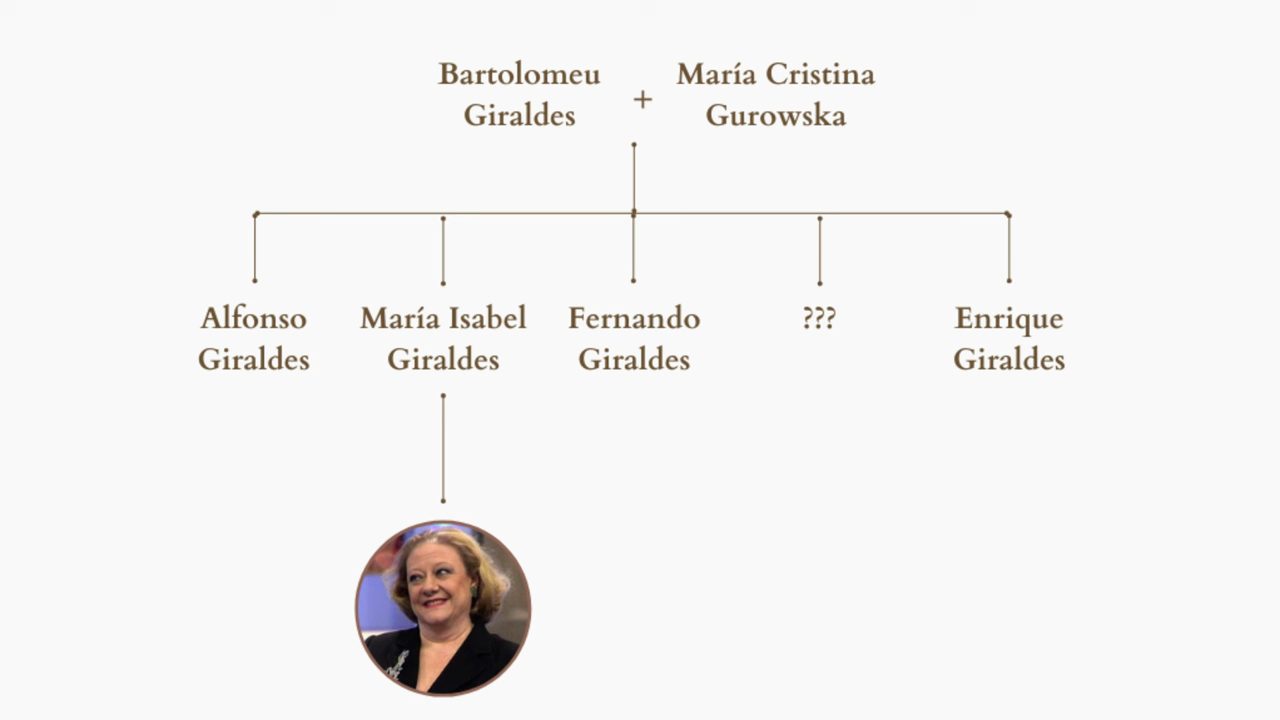 Bartolomeu
Giraldes
+
María Cristina
Gurowska
Alfonso
Giraldes
María Isabel
Giraldes
Fernando
Giraldes
???
Enrique
Giraldes